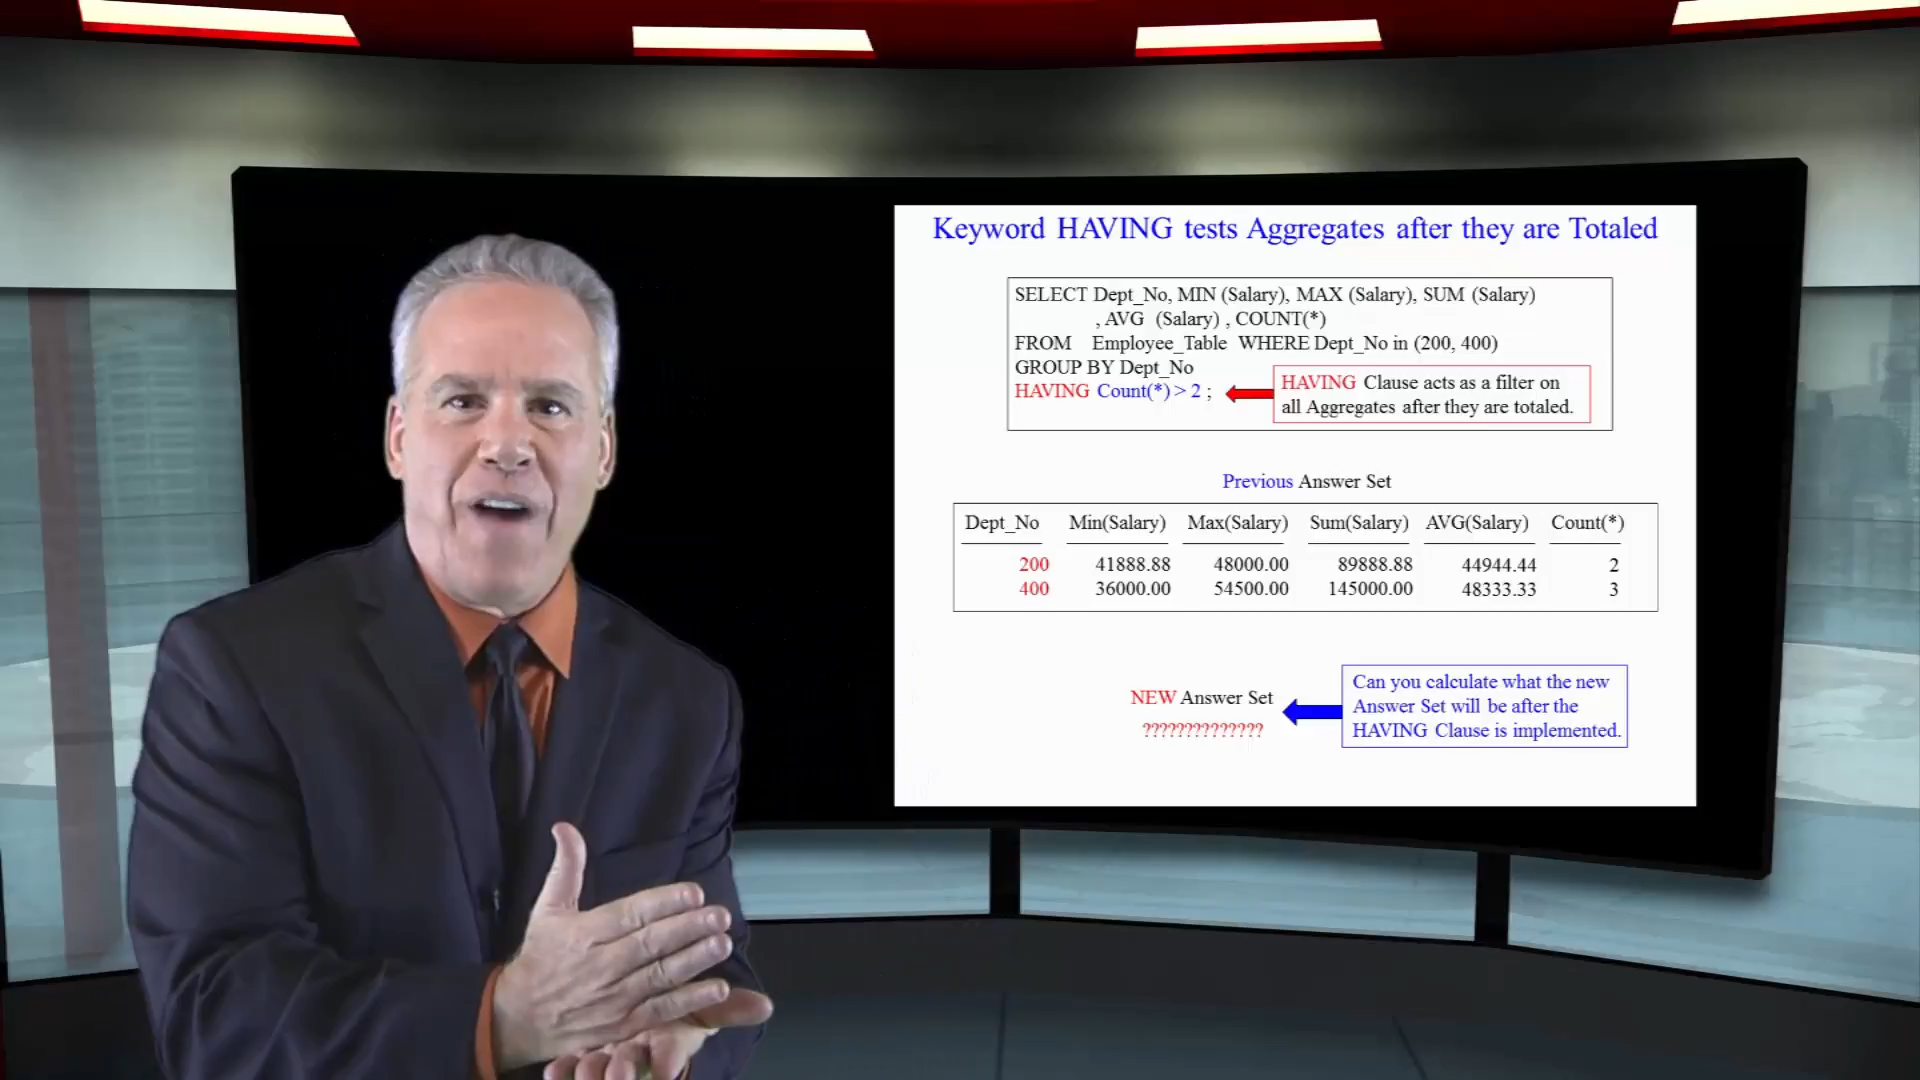 Keyword HAVING tests Aggregates after they are Totaled
SELECT Dept_No, MIN (Salary), MAX (Salary), SUM (Salary)
, AVG (Salary) , COUNT(*)
FROM Employee_Table WHERE Dept_No in (200, 400)
GROUP BY Dept_No
HAVING Count(*) > 2 ;
HAVING Clause acts as a filter on
all Aggregates after they are totaled.
Previous Answer Set
Dept_No Min(Salary) Max(Salary) Sum(Salary) AVG(Salary) Count(*)
200 41888.88 48000.00 89888.88 44944.44 2
400 36000.00 54500.00 145000.00 48333.33 3
NEW Answer Set
??????????????
Can you calculate what the new
Answer Set will be after the
HAVING Clause is implemented.